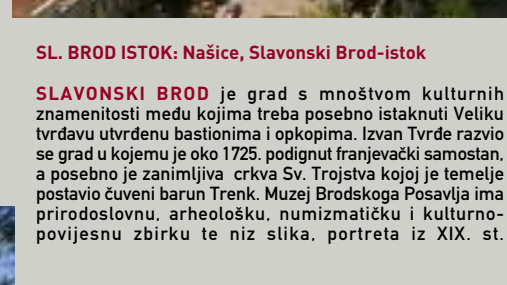 SL. BROD ISTOK: Našice, Slavonski Brod-istok
SLAVONSKI BROD je grad s mnoštvom kulturnih
znamenitosti među kojima treba posebno istaknuti Veliku
tvrđavu utvrđenu bastionima i opkopima. Izvan Tvrđe razvio
se grad u kojemu je oko 1725. podignut franjevački samostan,
a posebno je zanimljiva crkva Sv. Trojstva kojoj je temelje
postavio čuveni barun Trenk. Muzej Brodskoga Posavlja ima
prirodoslovnu, arheološku, numizmatičku i kulturno-
povijesnu zbirku te niz slika, portreta iz XIX. st.